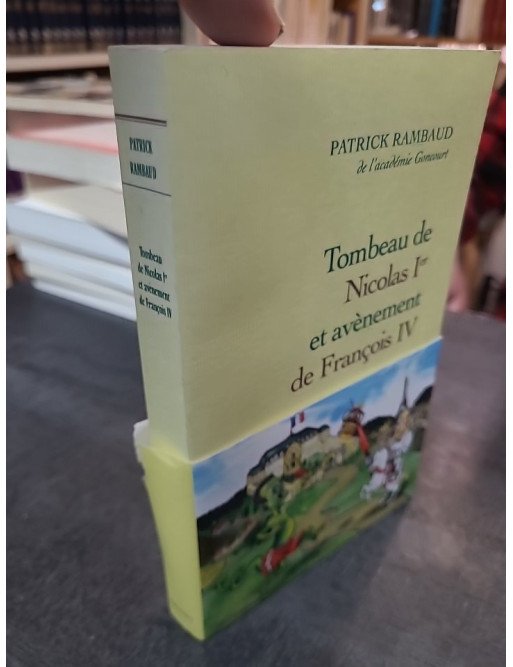 PATRICK
RAMBAUD
Tombeau
de Nicolas Ier
et avènement
de François IV
PATRICK RAMBAUD
de l'académie Goncourt
Tombeau de
Nicolas Ier
et avènement
de François IV